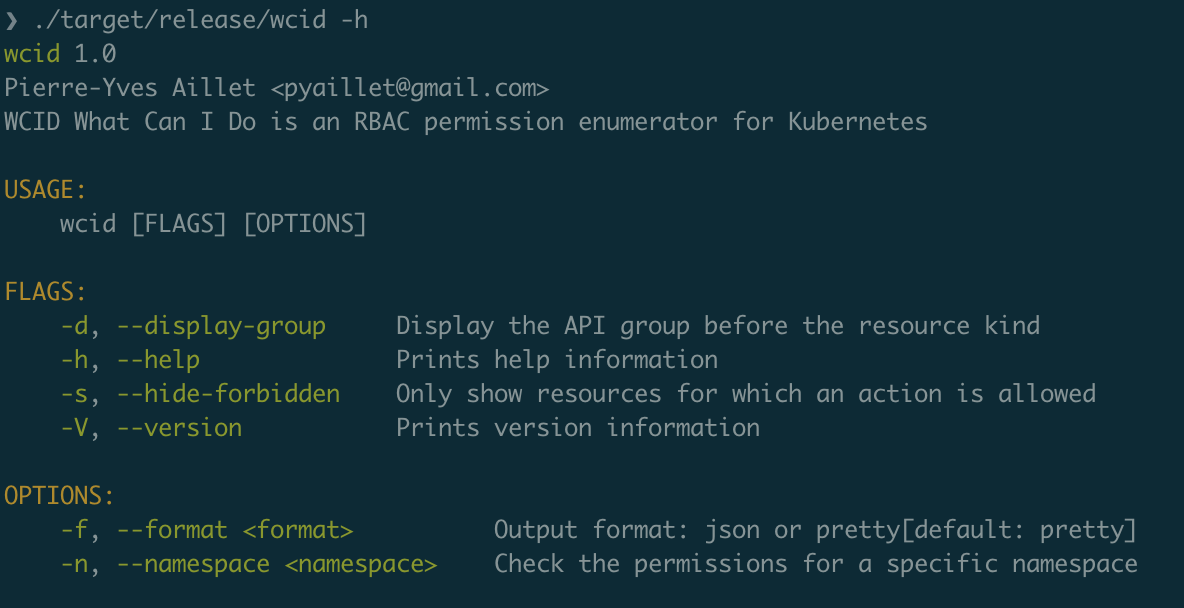 ❯ ./target/release/wcid -h
wcid 1.0
Pierre-Yves Aillet <pyaillet@gmail.com>
WCID What Can I Do is an RBAC permission enumerator for Kubernetes
USAGE:
wcid [FLAGS] [OPTIONS]
FLAGS:
-d, --display-group Display the API group before the resource kind
-h, --help Prints help information
-s, --hide-forbidden Only show resources for which an action is allowed
-V, --version Prints version information
OPTIONS:
-f, --format <format> Output format: json or pretty[default: pretty]
-n, --namespace <namespace> Check the permissions for a specific namespace